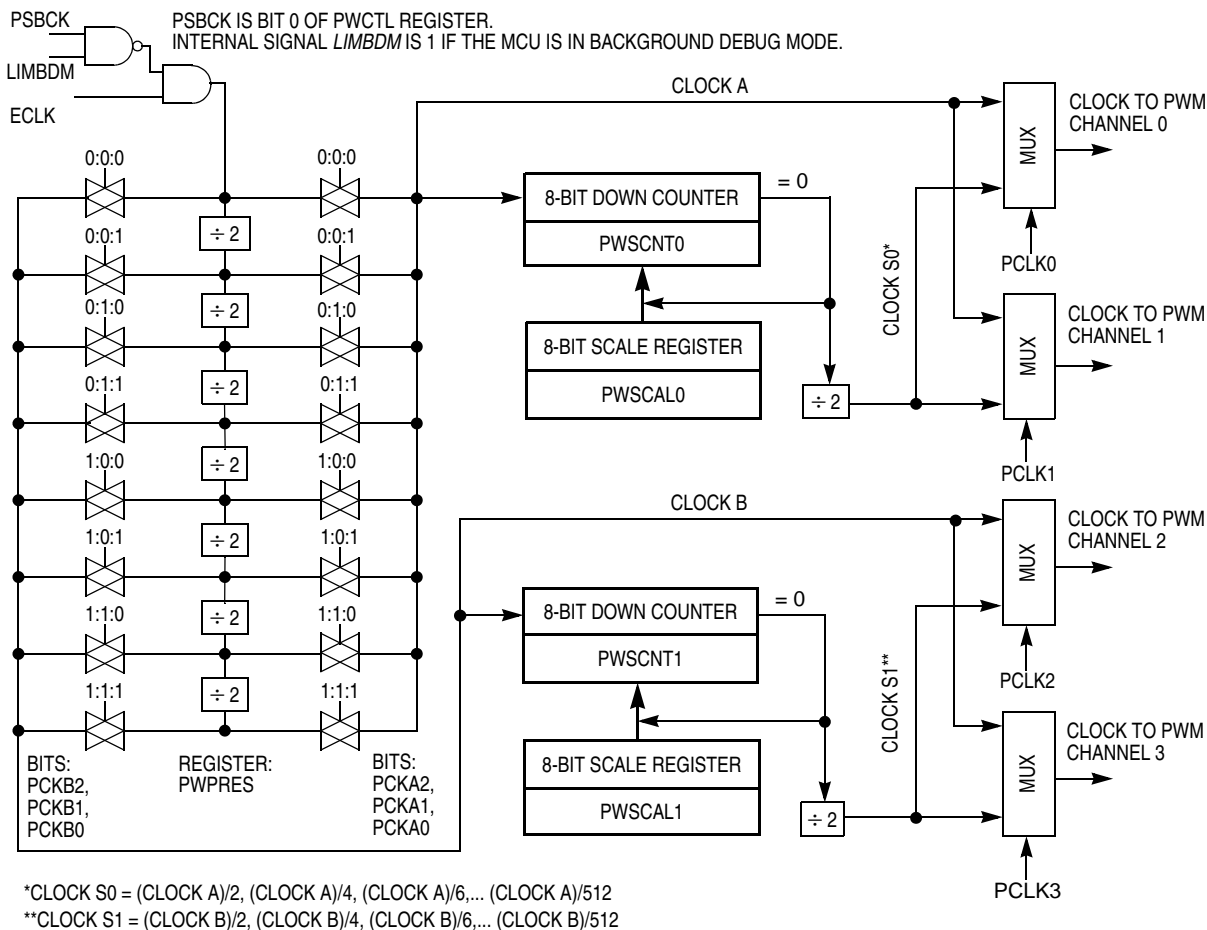 PSBCK
PSBCK IS BIT 0 OF PWCTL REGISTER.
INTERNAL SIGNAL LIMBDM IS 1 IF THE MCU IS IN BACKGROUND DEBUG MODE.
LIMBDM
ECLK
CLOCK A
CLOCK TO PWM
CHANNEL 0
MUX
PCLK0
0:0:0
0:0:0
÷ 2
0:0:1
0:0:1
÷ 2
0:1:0
0:1:0
÷ 2
0:1:1
0:1:1
÷ 2
1:0:0
1:0:0
÷ 2
1:0:1
1:0:1
÷ 2
1:1:0
1:1:0
÷ 2
1:1:1
1:1:1
8-BIT DOWN COUNTER
= 0
PWSCNT0
8-BIT SCALE REGISTER
PWSCAL0
÷ 2
CLOCK S0*
CLOCK TO PWM
CHANNEL 1
MUX
PCLK1
CLOCK B
CLOCK TO PWM
CHANNEL 2
MUX
PCLK2
8-BIT DOWN COUNTER
= 0
PWSCNT1
8-BIT SCALE REGISTER
PWSCAL1
÷ 2
CLOCK S1**
CLOCK TO PWM
CHANNEL 3
MUX
PCLK3
BITS:
PCKB2,
PCKB1,
PCKB0
REGISTER:
PWPRES
BITS:
PCKA2,
PCKA1,
PCKA0
*CLOCK S0 = (CLOCK A)/2, (CLOCK A)/4, (CLOCK A)/6,... (CLOCK A)/512
**CLOCK S1 = (CLOCK B)/2, (CLOCK B)/4, (CLOCK B)/6,... (CLOCK B)/512